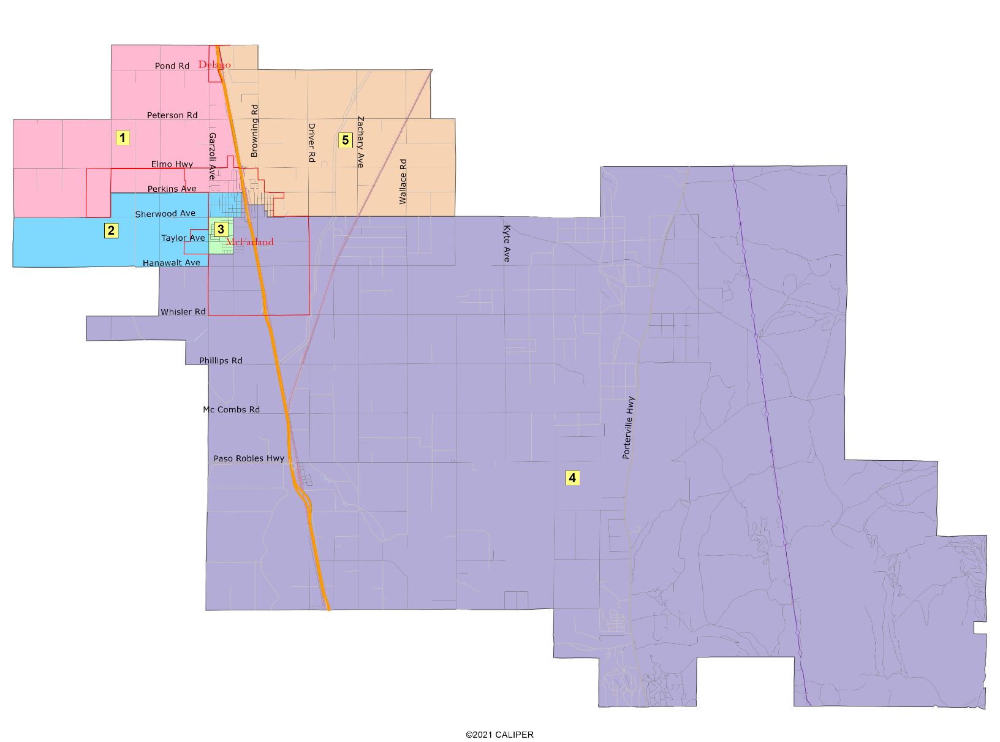 Pond Rd
Delano
Peterson Rd
1
Garzoli Ave
Browning Rd
Driver Rd
5
Zachary Ave
Wallace Rd
Elmo Hwy
Perkins Ave
Sherwood Ave
2
3
Taylor Ave
McFarland
Kyte Ave
Hanawalt Ave
Whisler Rd
Phillips Rd
Mc Combs Rd
Porterville Hwy
Paso Robles Hwy
4
©2021 CALIPER